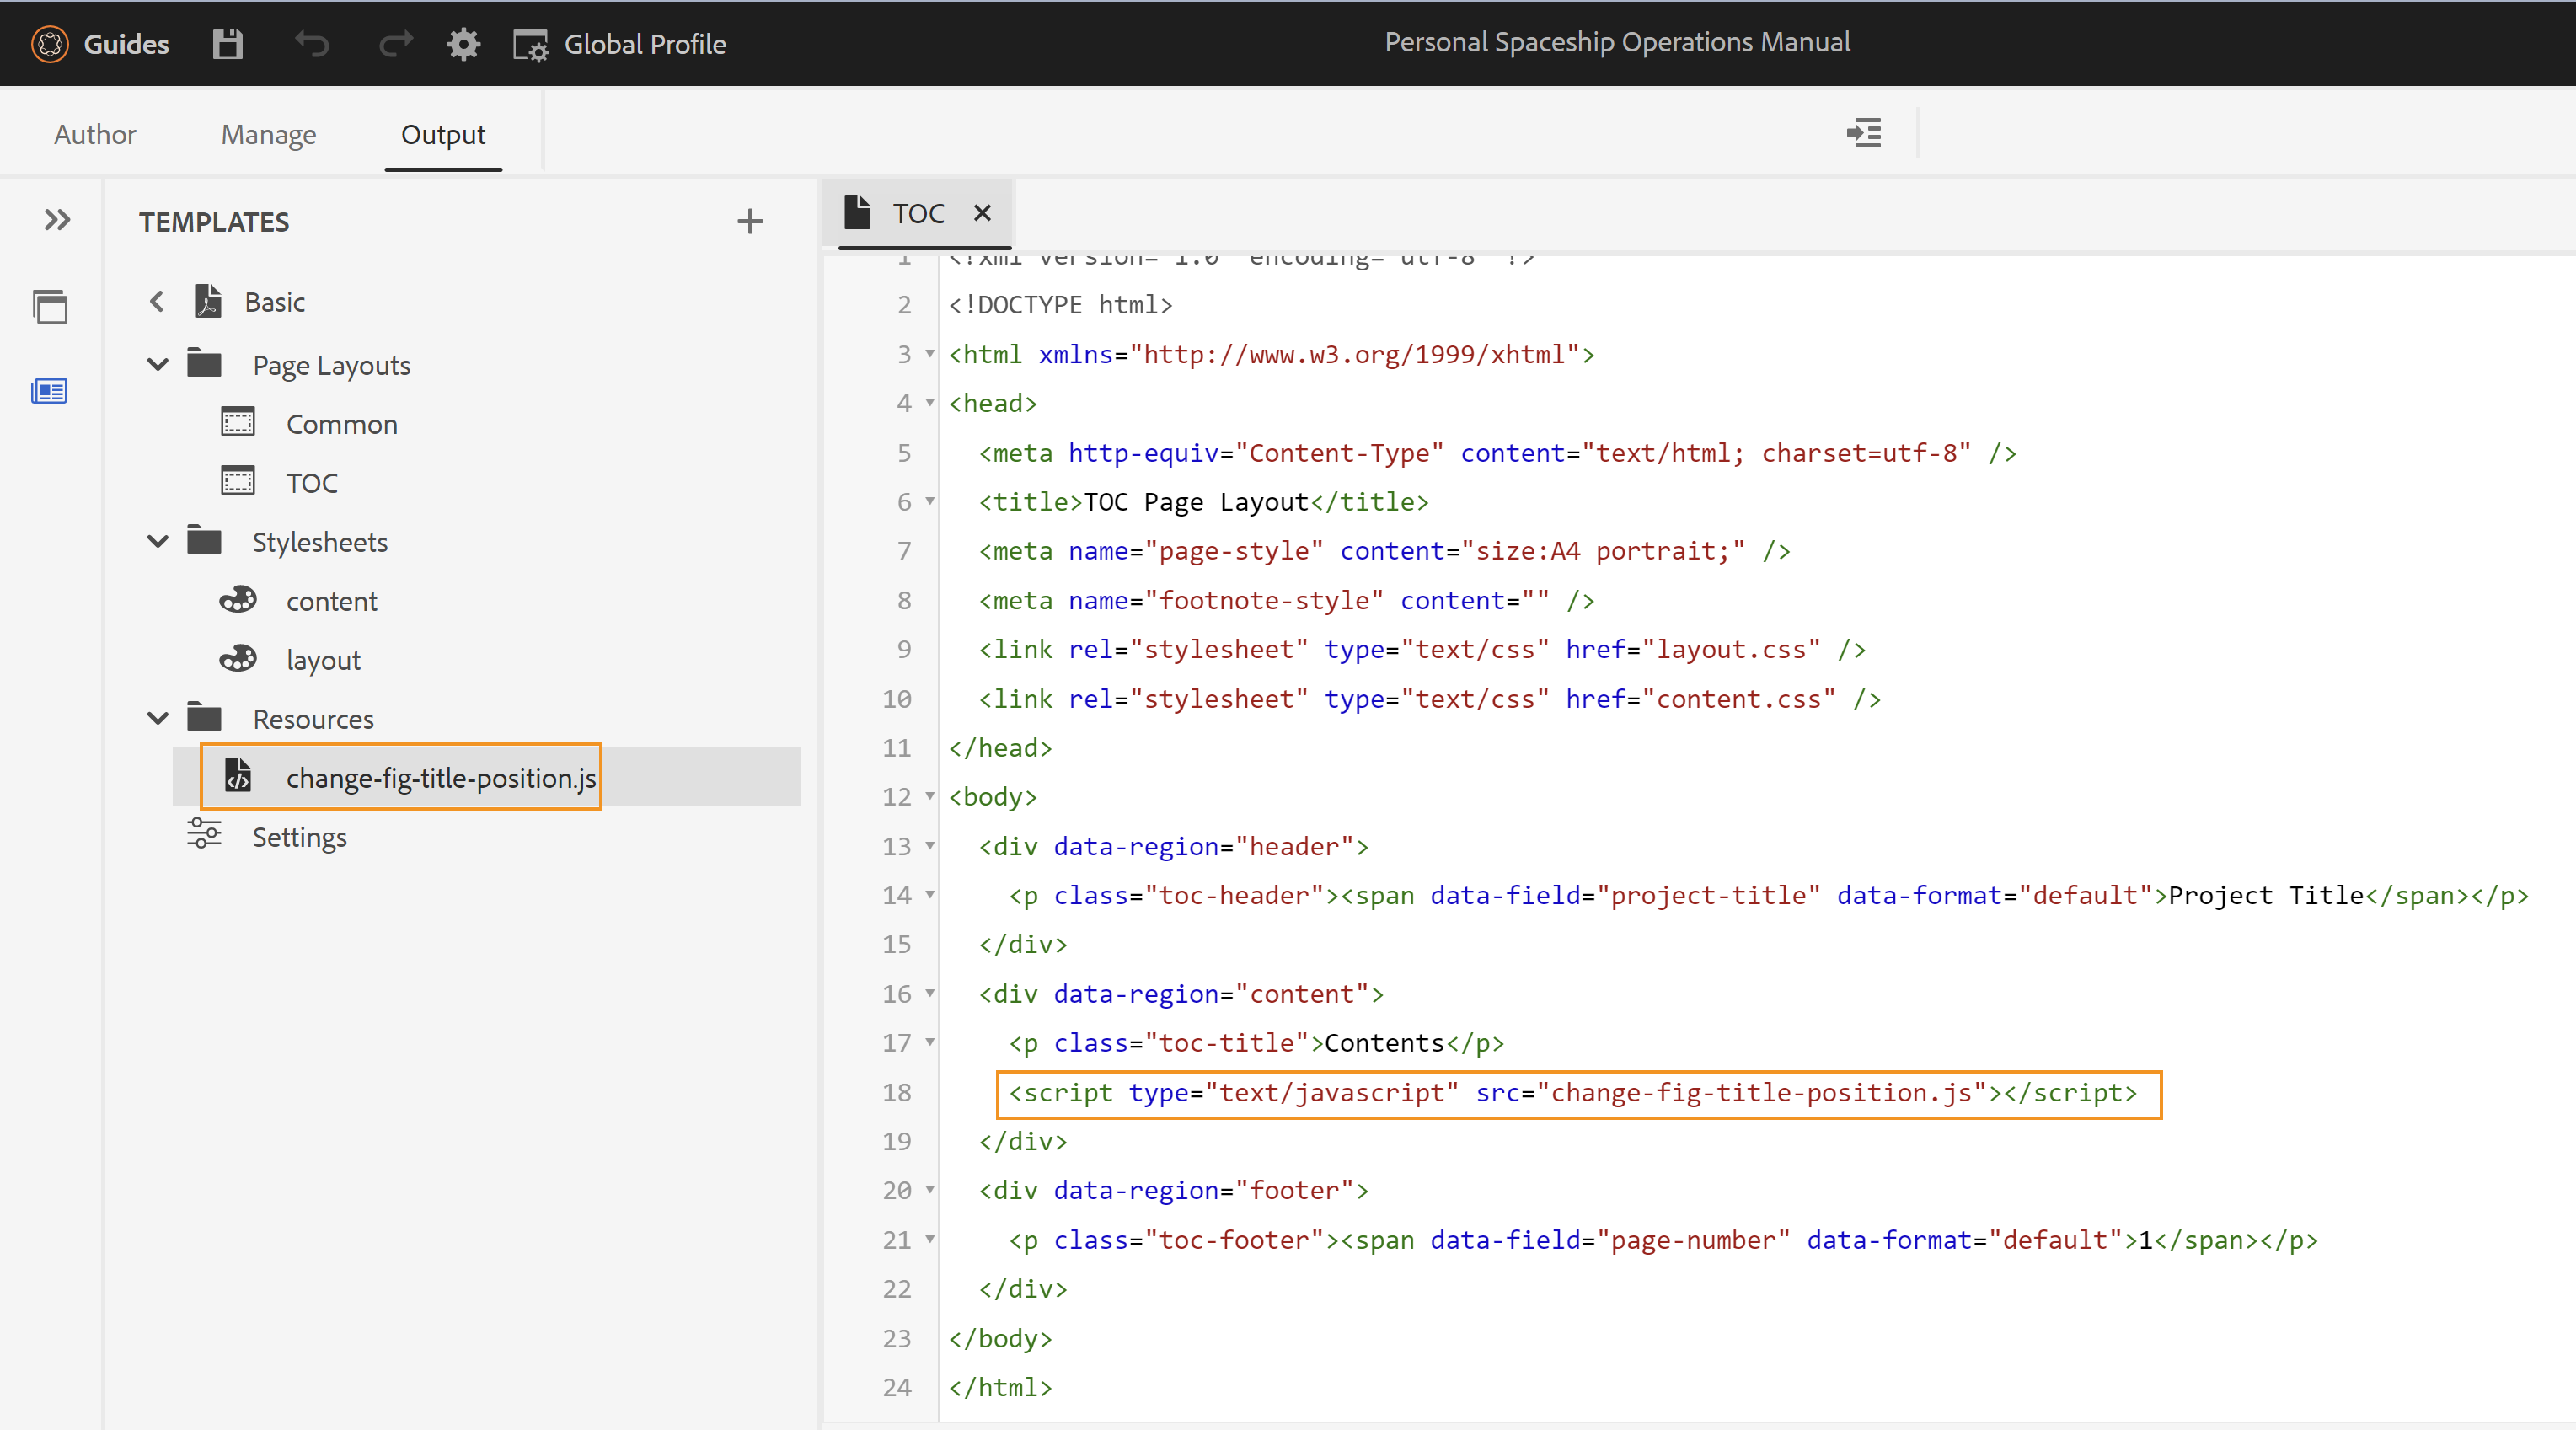 Guides
Global Profile
Personal Spaceship Operations Manual
Author
Manage
Output
TEMPLATES
Basic
Page Layouts
Common
TOC
Stylesheets
content
layout
Resources
change-fig-title-position.js
Settings
TOC
1 <?xml version="1.0" encoding="utf-8" ?>
2 <!DOCTYPE html>
3 <html xmlns="http://www.w3.org/1999/xhtml">
4 <head>
5 <meta http-equiv="Content-Type" content="text/html; charset=utf-8" />
6 <title>TOC Page Layout</title>
7 <meta name="page-style" content="size:A4 portrait;" />
8 <meta name="footnote-style" content="" />
9 <link rel="stylesheet" type="text/css" href="layout.css" />
10 <link rel="stylesheet" type="text/css" href="content.css" />
11 </head>
12 <body>
13 <div data-region="header">
14 <p class="toc-header"><span data-field="project-title" data-format="default">Project Title</span></p>
15 </div>
16 <div data-region="content">
17 <p class="toc-title">Contents</p>
18 <script type="text/javascript" src="change-fig-title-position.js"></script>
19 </div>
20 <div data-region="footer">
21 <p class="toc-footer"><span data-field="page-number" data-format="default">1</span></p>
22 </div>
23 </body>
24 </html>